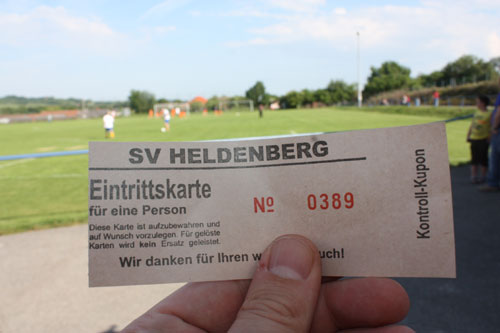 SV HELDENBERG
Eintrittskarte
für eine Person
Nº 0389
Diese Karte ist aufzubewahren und
auf Wunsch vorzulegen. Für gelöste
Karten wird kein Ersatz geleistet.
Wir danken für Ihren uch!
Kontroll-Kupon